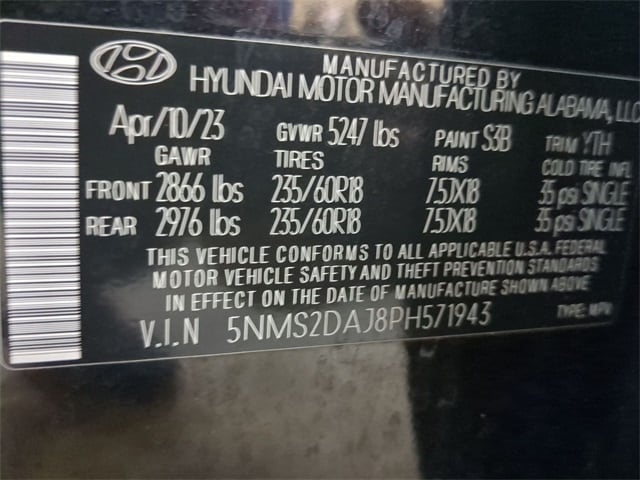 MANUFACTURED BY
HYUNDAI MOTOR MANUFACTURING ALABAMA, LLC
Apr/10/23 GVWR 5247 lbs PAINT S3B TRIM YTH
GAWR TIRES RIMS COLD TIRE INFL
FRONT 2866 lbs 235/60R18 7.5JX18 35 psi SINGLE
REAR 2976 lbs 235/60R18 7.5JX18 35 psi SINGLE
THIS VEHICLE CONFORMS TO ALL APPLICABLE U.S.A. FEDERAL
MOTOR VEHICLE SAFETY AND THEFT PREVENTION STANDARDS
IN EFFECT ON THE DATE OF MANUFACTURE SHOWN ABOVE
V.I.N 5NMS2DAJ8PH571943 TYPE: MPV